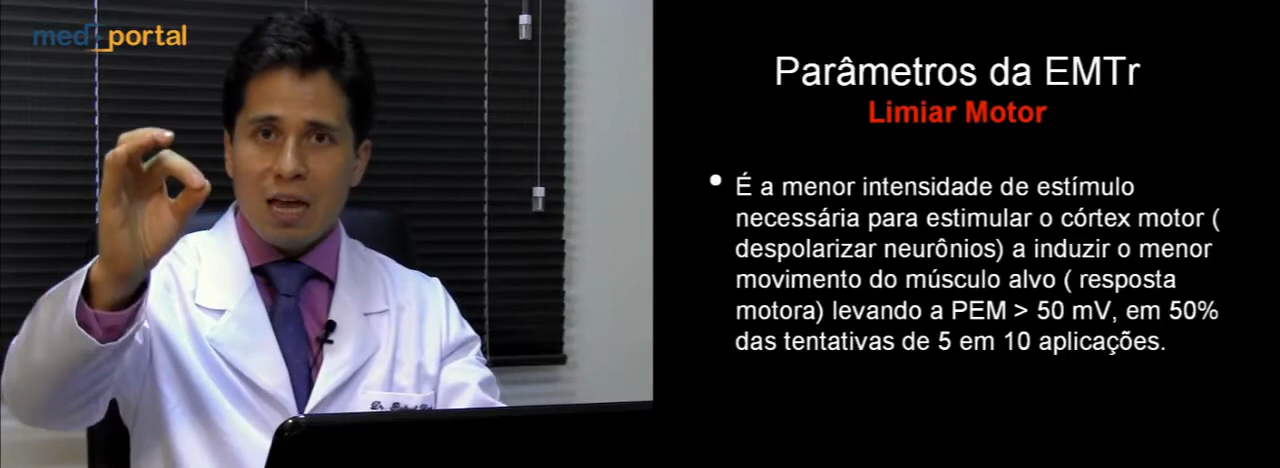 med portal
Parâmetros da EMTr
Limiar Motor
• É a menor intensidade de estímulo
necessária para estimular o córtex motor (
despolarizar neurônios) a induzir o menor
movimento do músculo alvo ( resposta
motora) levando a PEM > 50 mV, em 50%
das tentativas de 5 em 10 aplicações.
Dr.